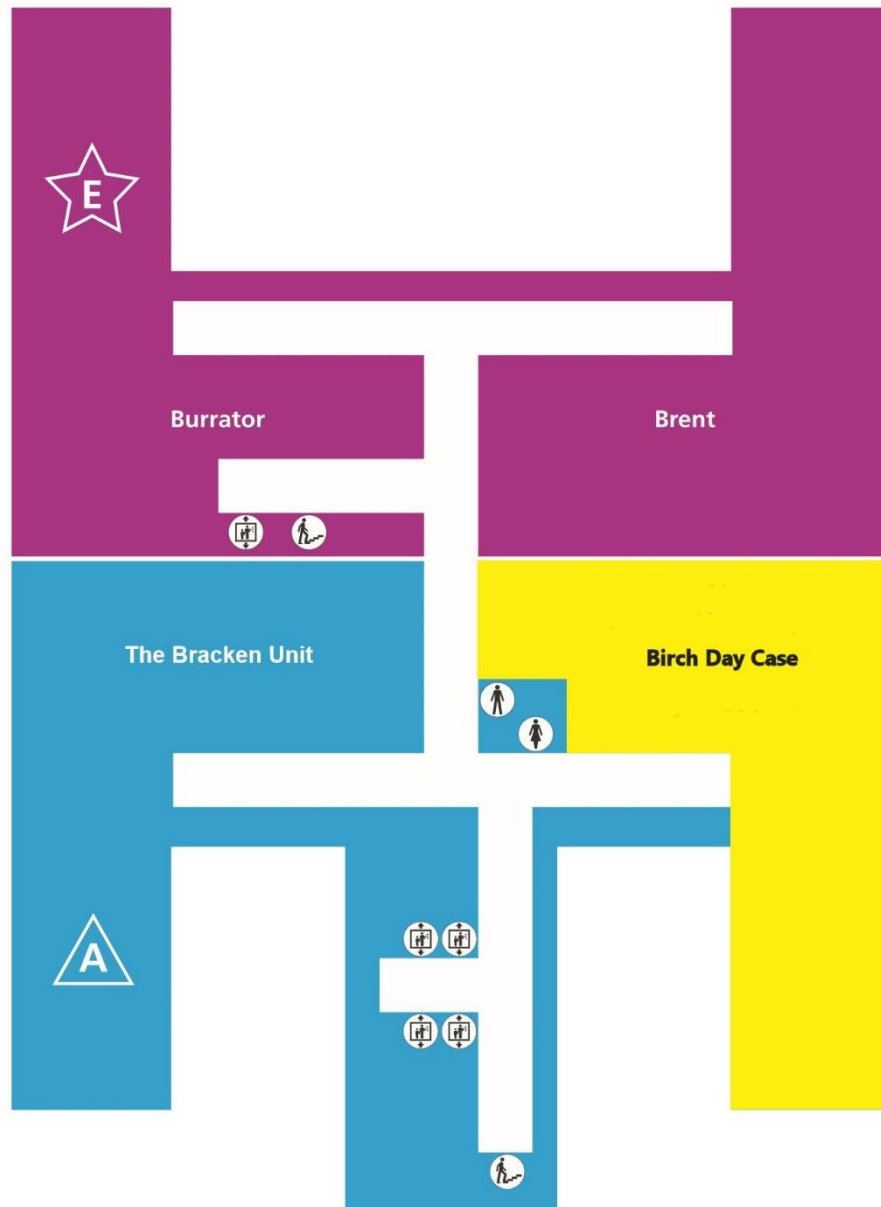 E
Burrator
Brent
The Bracken Unit
Birch Day Case
A